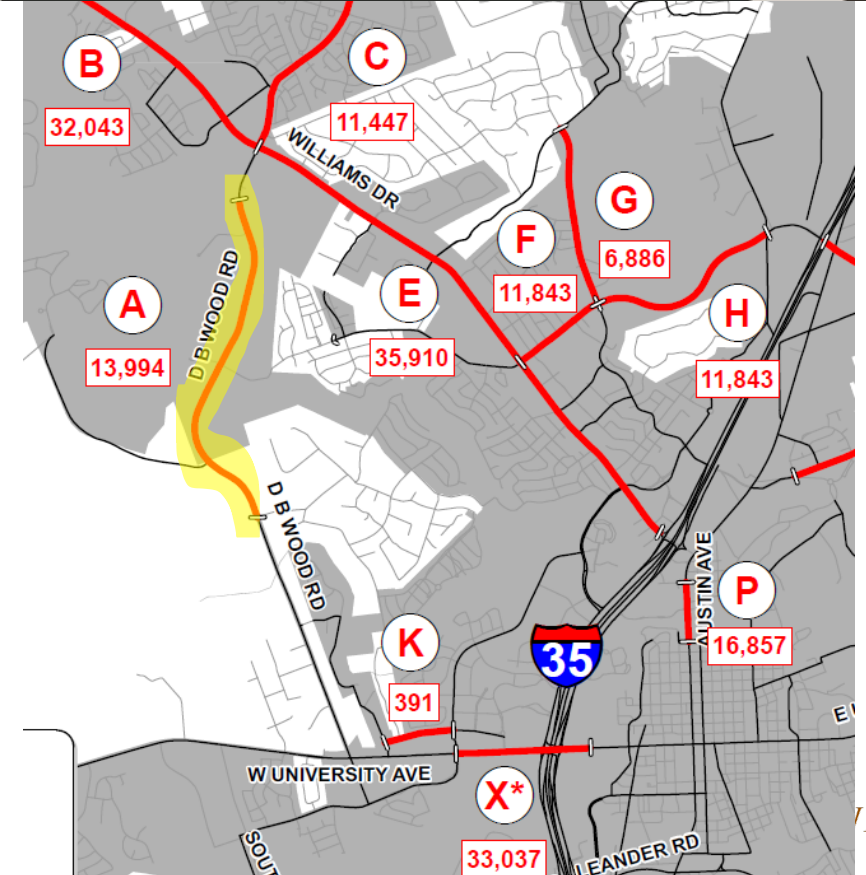 B
32,043
C
11,447
WILLIAMS DR
G
6,886
F
11,843
A
13,994
D B WOOD RD
E
35,910
H
11,843
D B WOOD RD
AUSTIN AVE
P
16,857
35
K
391
W UNIVERSITY AVE
X*
33,037
LEANDER RD